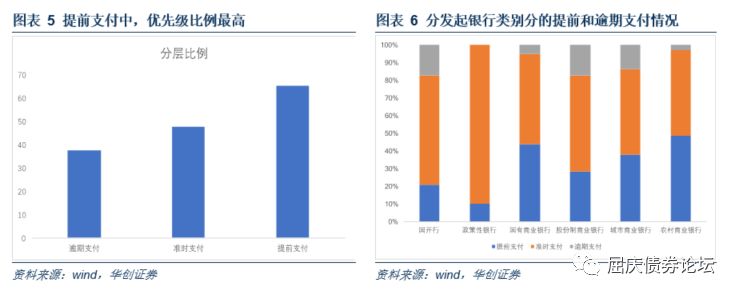 图表 5 提前支付中，优先级比例最高
分层比例
70
60
50
40
30
20
10
0
逾期支付 准时支付 提前支付
资料来源：wind，华创证券
图表 6 分发起银行类别分的提前和逾期支付情况
100%
90%
80%
70%
60%
50%
40%
30%
20%
10%
0%
国开行 政策性银行 国有商业银行 股份制商业银行 城市商业银行 农村商业银行
提前支付 准时支付 逾期支付
资料来源：wind，华创证券
屈庆债券论坛